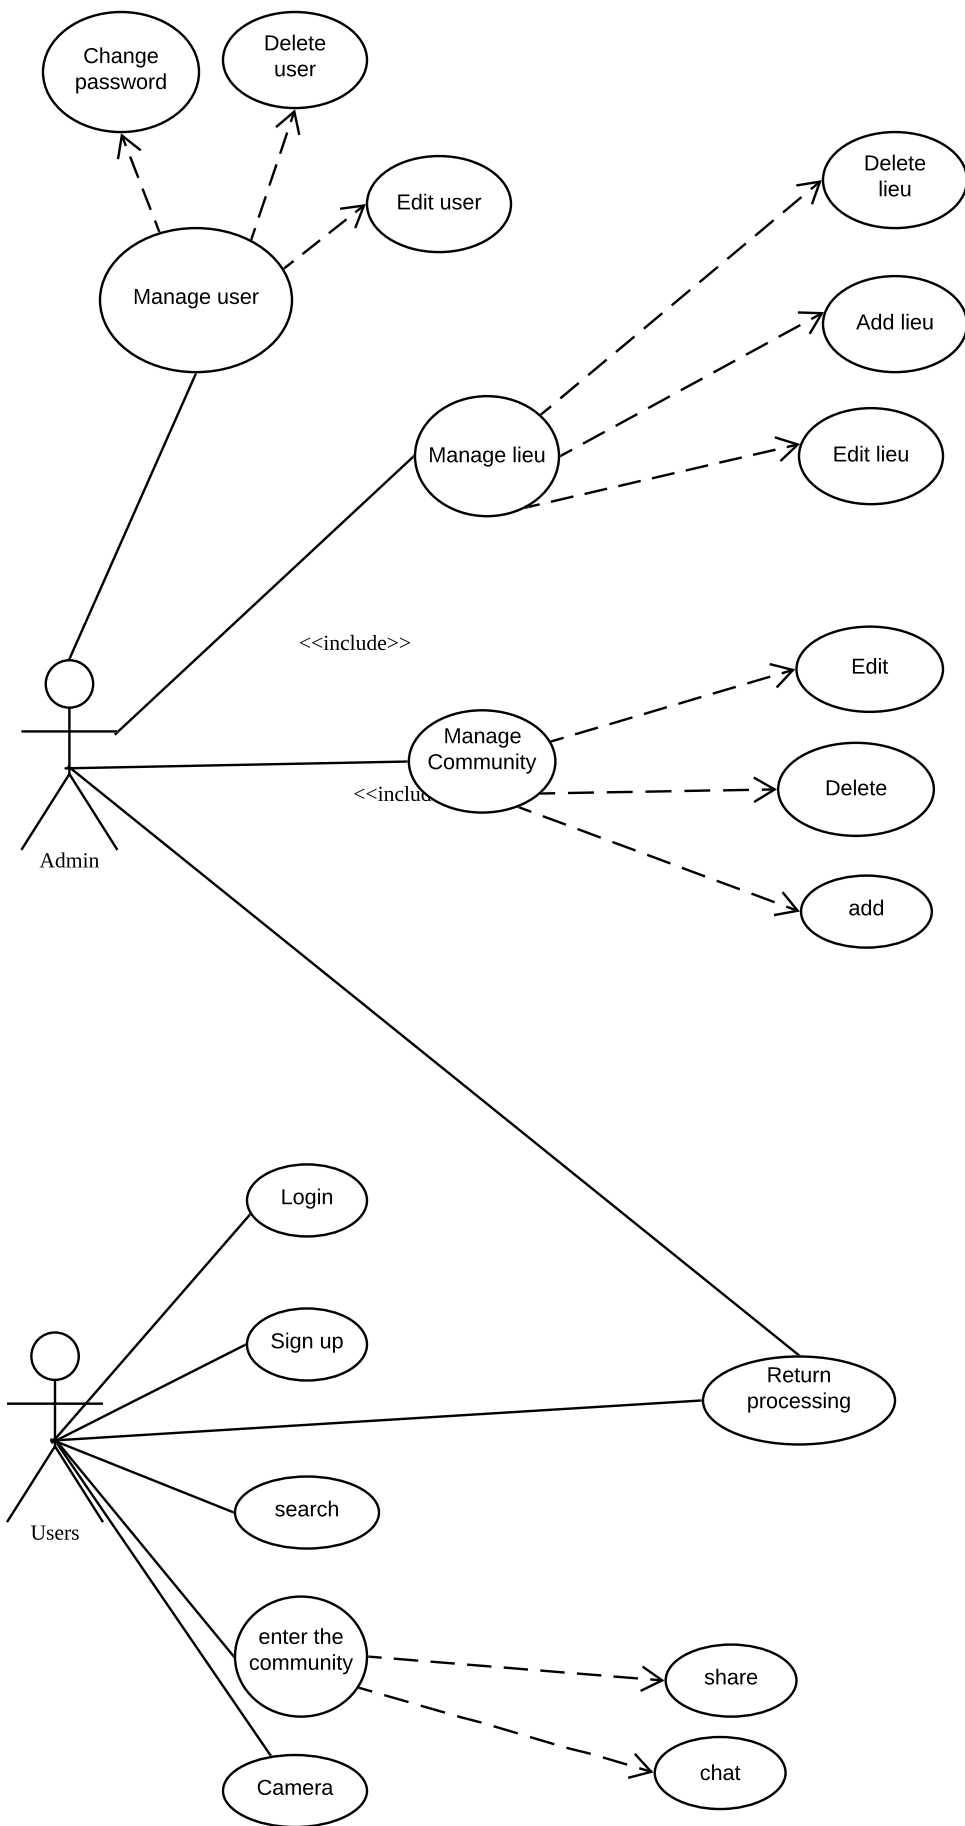 Change
password
Delete
user
Edit user
Manage user
Delete
lieu
Add lieu
Manage lieu
Edit lieu
<<include>>
Edit
Manage
Community
<<includ
Delete
Admin
add
Login
Sign up
Return
processing
search
Users
enter the
community
share
chat
Camera